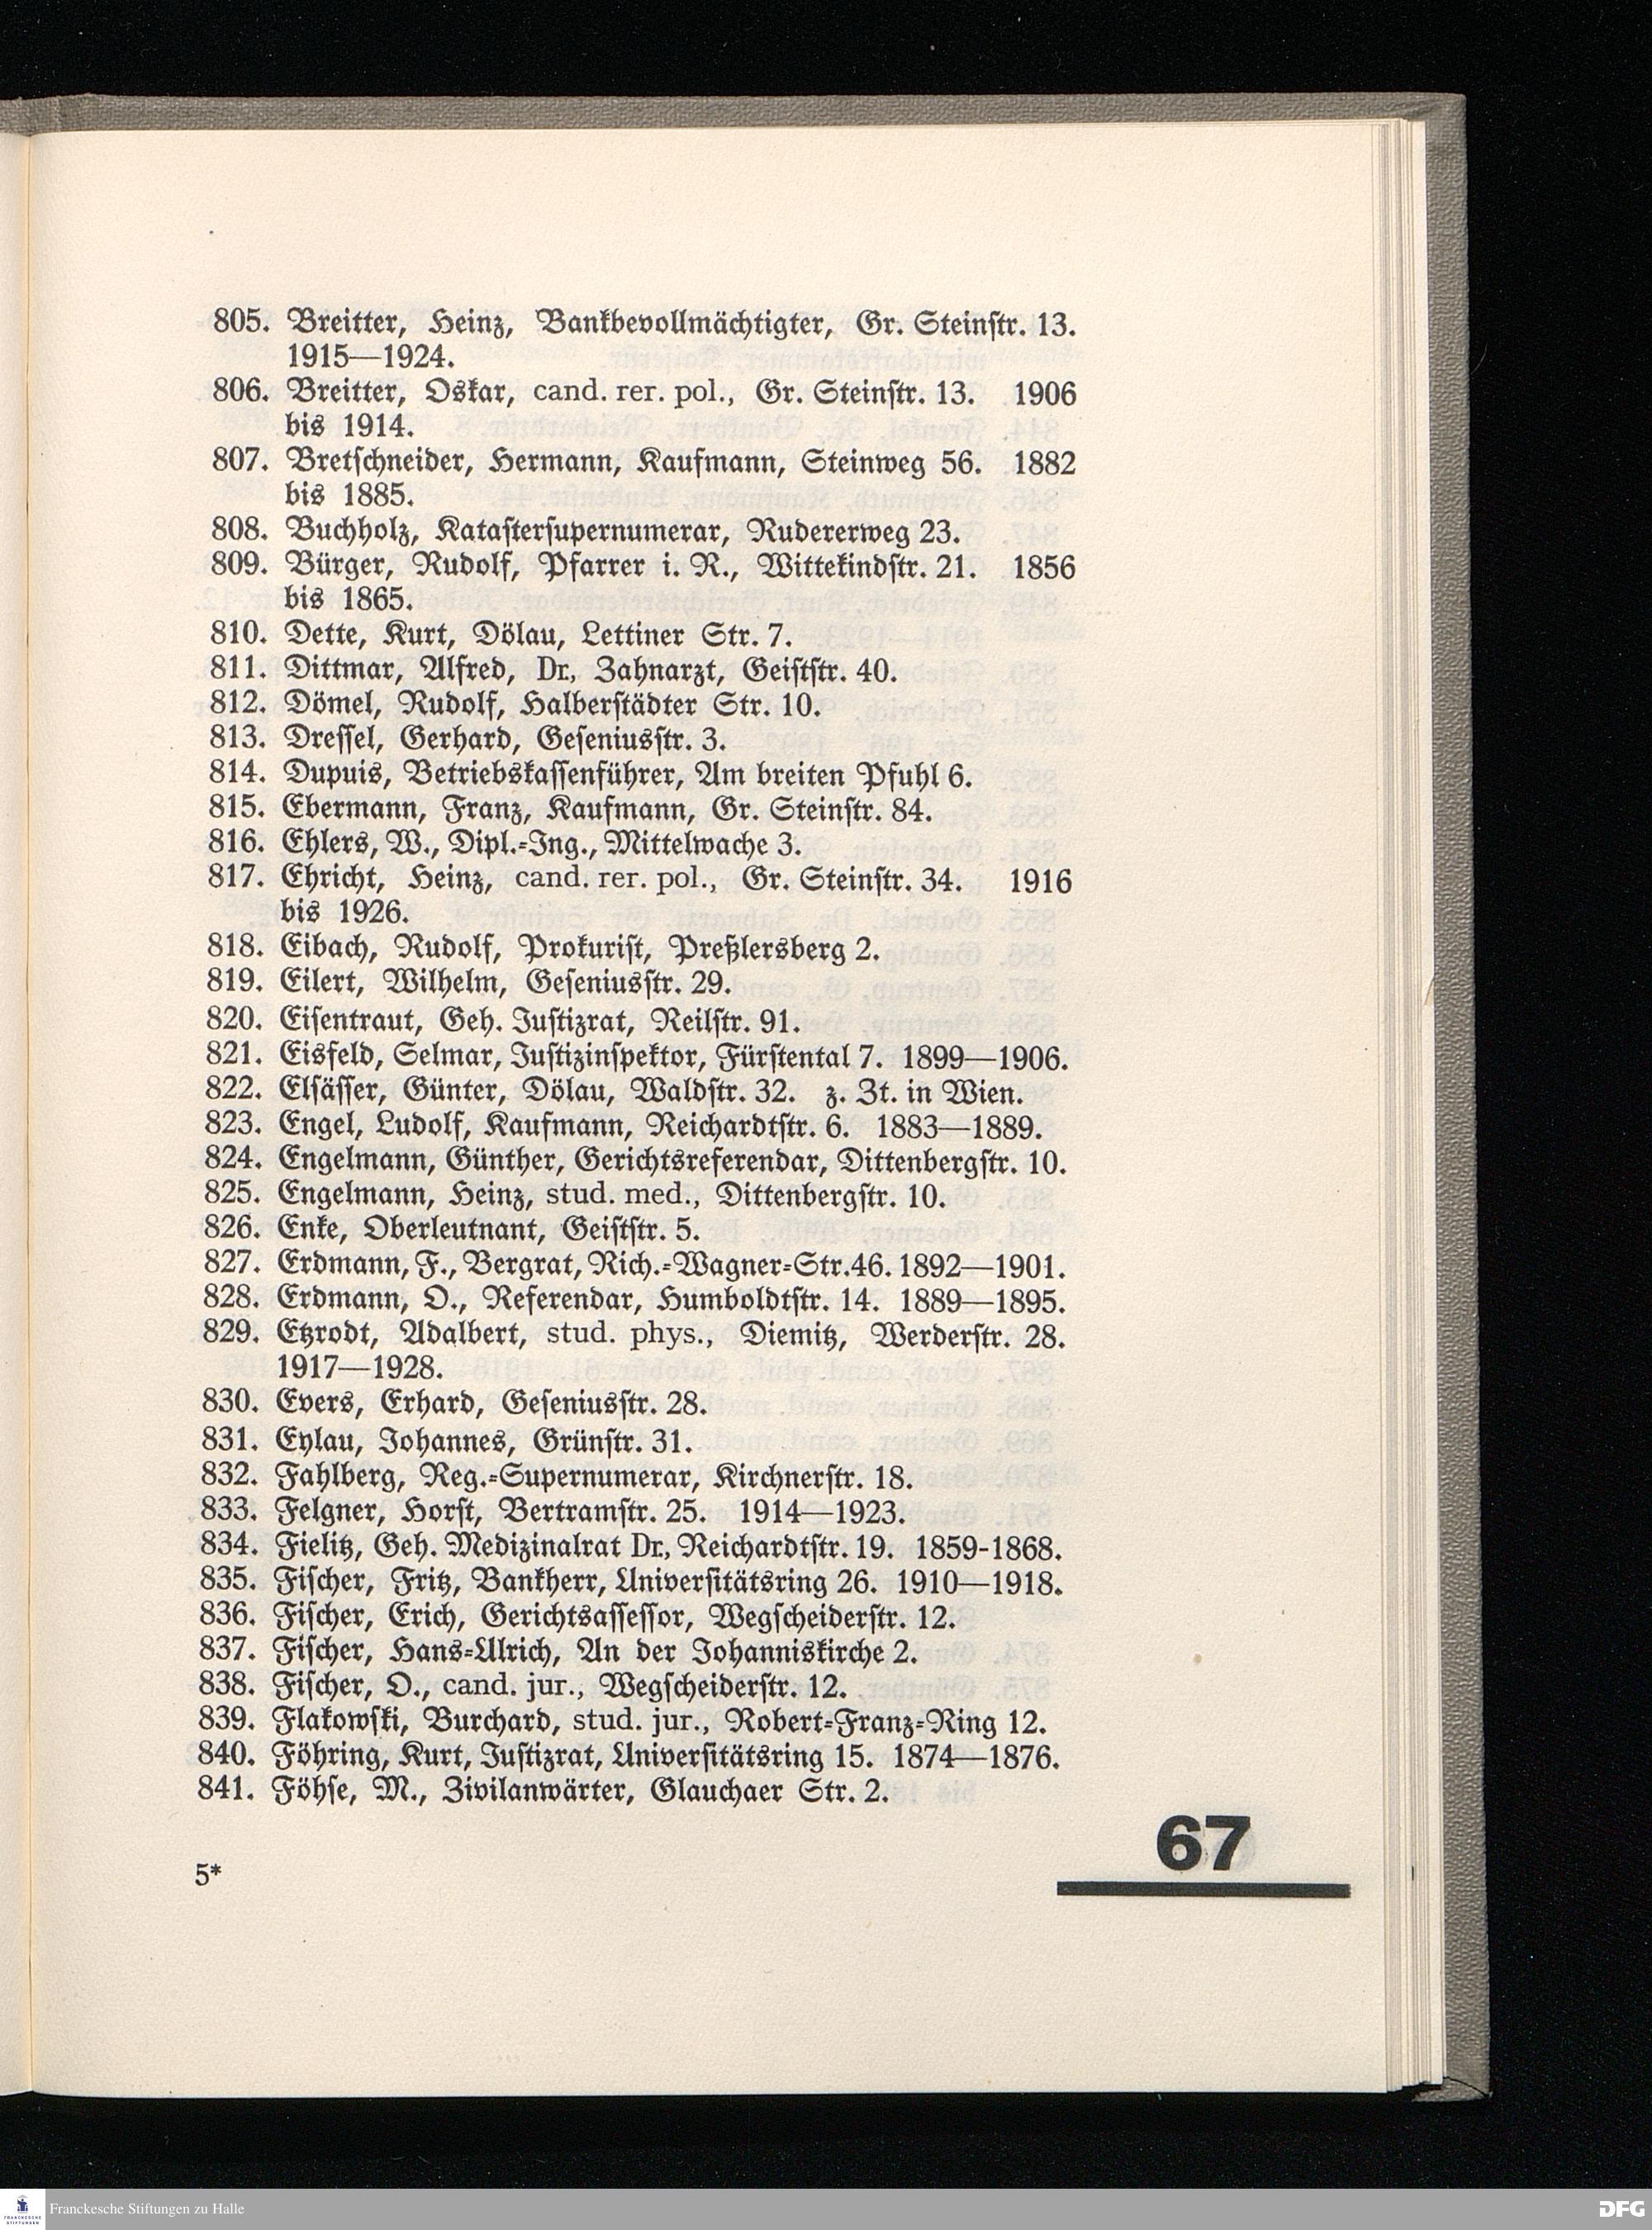 805. Breitter, Heinz, Bankbevollmächtigter, Gr. Steinstr. 13.
1915—1924.
806. Breitter, Oskar, cand. rer. pol., Gr. Steinstr. 13. 1906
bis 1914.
807. Bretschneider, Hermann, Kaufmann, Steinweg 56. 1882
bis 1885.
808. Buchholz, Katastersupernumerar, Rudererweg 23.
809. Bürger, Rudolf, Pfarrer i. R., Wittekindstr. 21. 1856
bis 1865.
810. Dette, Kurt, Dölau, Lettiner Str. 7.
811. Dittmar, Alfred, Dr., Zahnarzt, Geiststr. 40.
812. Dömel, Rudolf, Halberstädter Str. 10.
813. Dressel, Gerhard, Geseniusstr. 3.
814. Dupuis, Betriebskassenführer, Am breiten Pfuhl 6.
815. Ebermann, Franz, Kaufmann, Gr. Steinstr. 84.
816. Ehlers, W., Dipl.-Ing., Mittelwache 3.
817. Ehricht, Heinz, cand. rer. pol., Gr. Steinstr. 34. 1916
bis 1926.
818. Eibach, Rudolf, Prokurist, Preßlersberg 2.
819. Eilert, Wilhelm, Geseniusstr. 29.
820. Eisentraut, Geh. Justizrat, Reilstr. 91.
821. Eisfeld, Selmar, Justizinspektor, Fürstental 7. 1899—1906.
822. Elsässer, Günter, Dölau, Waldstr. 32. z. Zt. in Wien.
823. Engel, Ludolf, Kaufmann, Reichardtstr. 6. 1883—1889.
824. Engelmann, Günther, Gerichtsreferendar, Dittenbergstr. 10.
825. Engelmann, Heinz, stud. med., Dittenbergstr. 10.
826. Enke, Oberleutnant, Geiststr. 5.
827. Erdmann, F., Bergrat, Rich.-Wagner-Str. 46. 1892—1901.
828. Erdmann, O., Referendar, Humboldtstr. 14. 1889—1895.
829. Etzrodt, Adalbert, stud. phys., Diemitz, Werderstr. 28.
1917—1928.
830. Evers, Erhard, Geseniusstr. 28.
831. Eylau, Johannes, Grünstr. 31.
832. Fahlberg, Reg.-Supernumerar, Kirchnerstr. 18.
833. Felgner, Horst, Bertramstr. 25. 1914—1923.
834. Fielitz, Geh. Medizinalrat Dr., Reichardtstr. 19. 1859-1868.
835. Fischer, Fritz, Bankherr, Universitätsring 26. 1910—1918.
836. Fischer, Erich, Gerichtsassessor, Wegscheiderstr. 12.
837. Fischer, Hans-Ulrich, An der Johanniskirche 2.
838. Fischer, O., cand. jur., Wegscheiderstr. 12.
839. Flakowski, Burchard, stud. jur., Robert-Franz-Ring 12.
840. Föhring, Kurt, Justizrat, Universitätsring 15. 1874—1876.
841. Föhse, M., Zivilanwärter, Glauchaer Str. 2.
67
5*
FRANCKESCHE STIFTUNGEN
Franckesche Stiftungen zu Halle
DFG